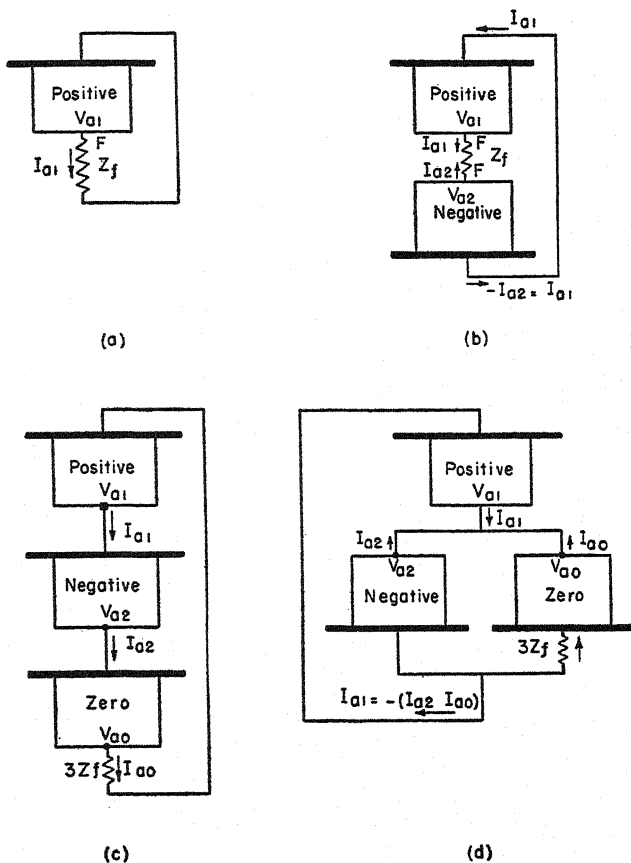 Positive
Va1
F
Ia1
Zf
(a)
Ia1
Positive
Va1
Ia1 F
Zf
Ia2 F
Va2
Negative
-Ia2 = Ia1
(b)
Positive
Va1
Ia1
Negative
Va2
Ia2
Zero
Va0
3Zf Ia0
(c)
Positive
Va1
Ia1
Ia2 Ia0
Va2 Va0
Negative Zero
3Zf
Ia1 = -(Ia2 Ia0)
(d)